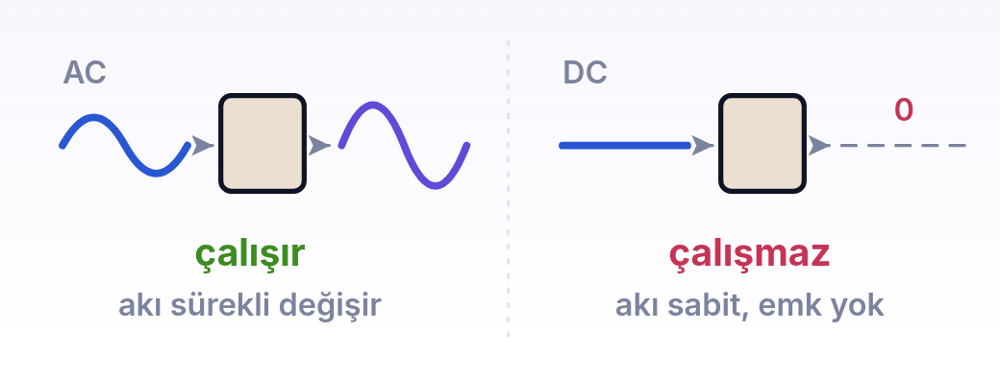 AC
çalışır
akı sürekli değişir
DC
0
çalışmaz
akı sabit, emk yok